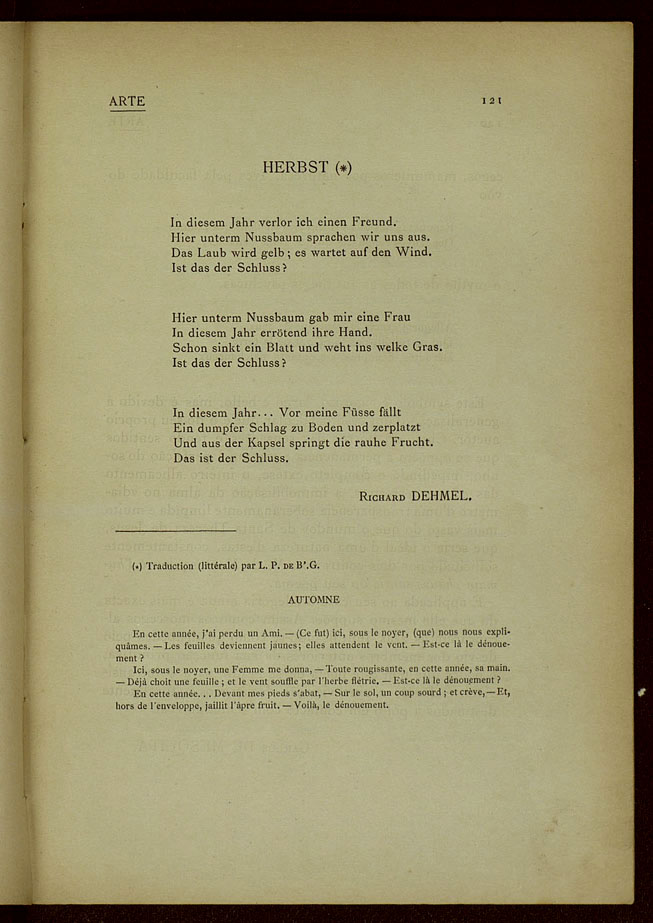 ARTE 121
HERBST (*)
In diesem Jahr verlor ich einen Freund.
Hier unterm Nussbaum sprachen wir uns aus.
Das Laub wird gelb ; es wartet auf den Wind.
Ist das der Schluss?
Hier unterm Nussbaum gab mir eine Frau
In diesem Jahr errötend ihre Hand.
Schon sinkt ein Blatt und weht ins welke Gras.
Ist das der Schluss?
In diesem Jahr... Vor meine Füsse fällt
Ein dumpfer Schlag zu Boden und zerplatzt
Und aus der Kapsel springt die rauhe Frucht.
Das ist der Schluss.
RICHARD DEHMEL.
(*) Traduction (littérale) par L. P. DE B'.G.
AUTOMNE
En cette année, j'ai perdu un Ami. — (Ce fut) ici, sous le noyer, (que) nous nous expli-
quâmes. — Les feuilles deviennent jaunes; elles attendent le vent. — Est-ce là le dénoue-
ment ?
Ici, sous le noyer, une Femme me donna, — Toute rougissante, en cette année, sa main.
— Déjà choit une feuille ; et le vent souffle par l'herbe flétrie. — Est-ce là le dénouement ?
En cette année... Devant mes pieds s'abat, — Sur le sol, un coup sourd ; et crève, — Et,
hors de l'enveloppe, jaillit l'âpre fruit. — Voilà, le dénouement.